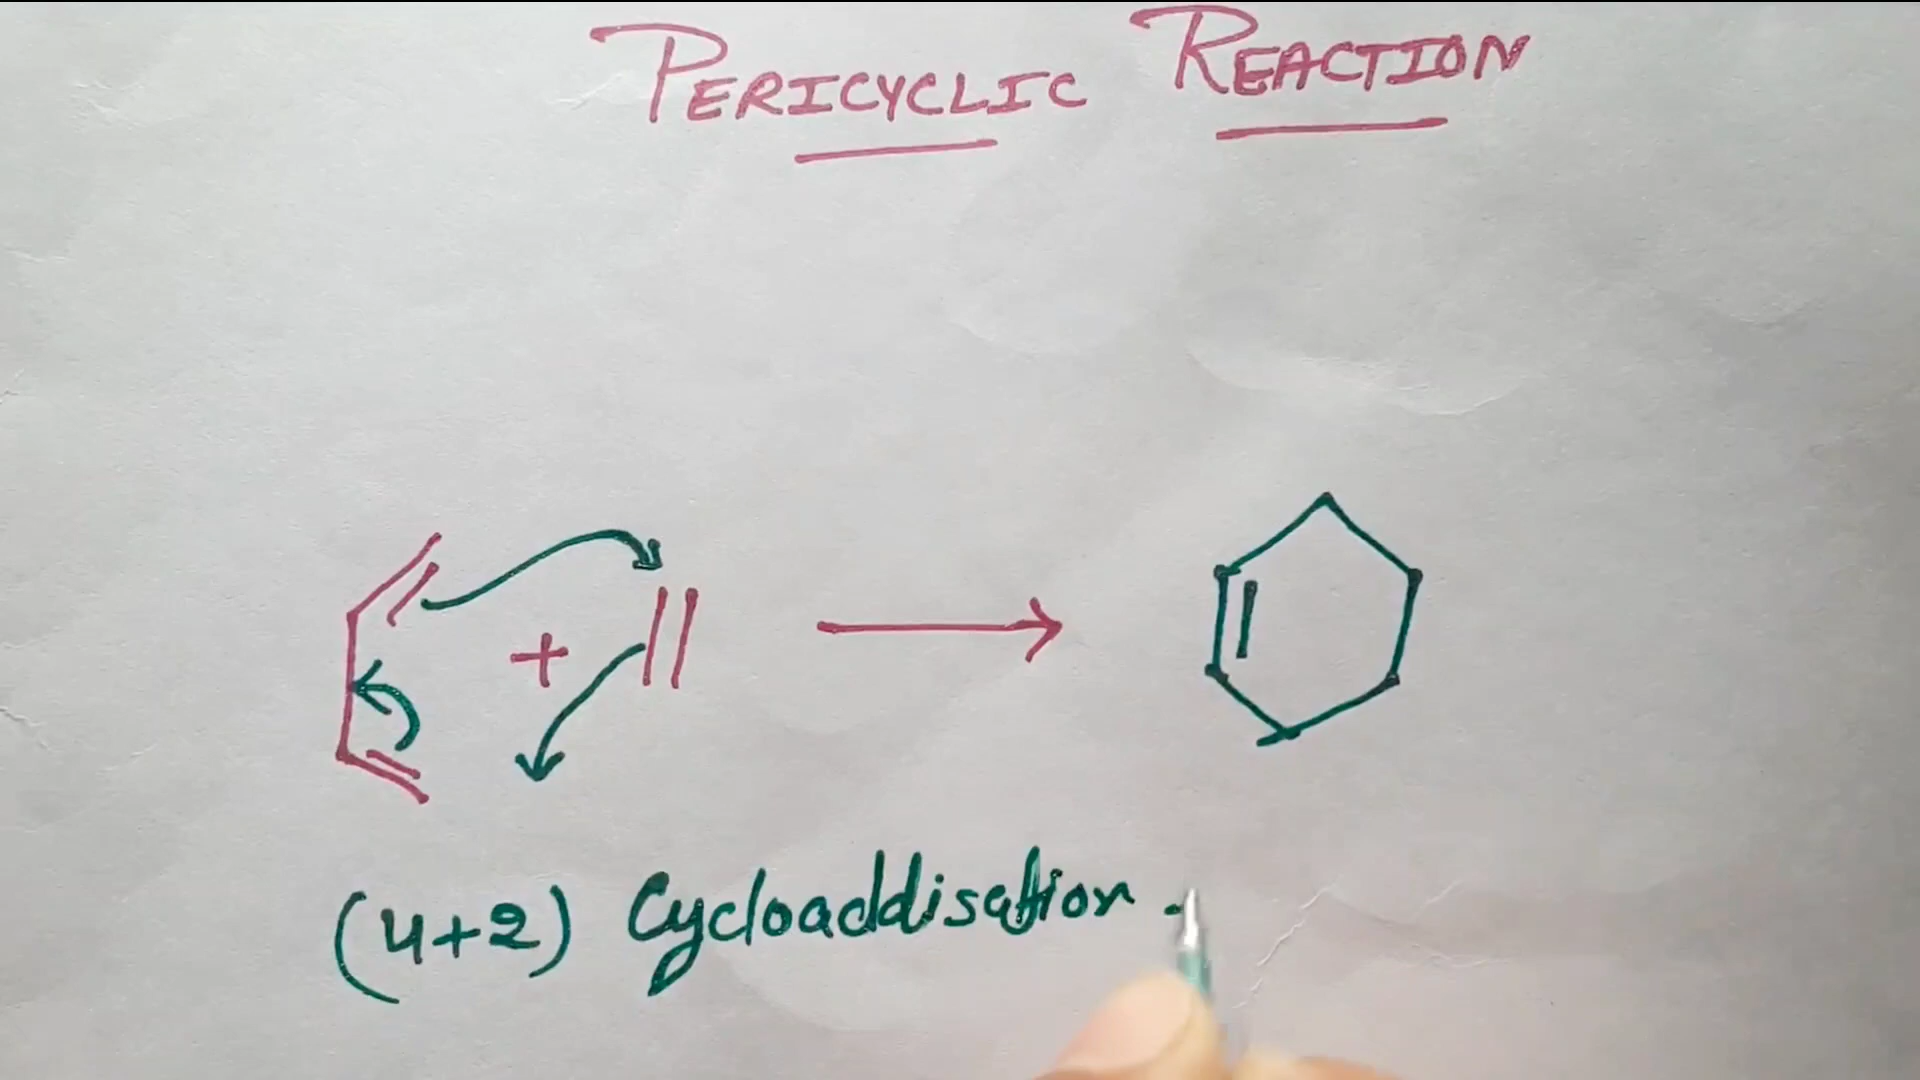 PERICYCLIC REACTION
+
(4+2) Cycloaddisation .